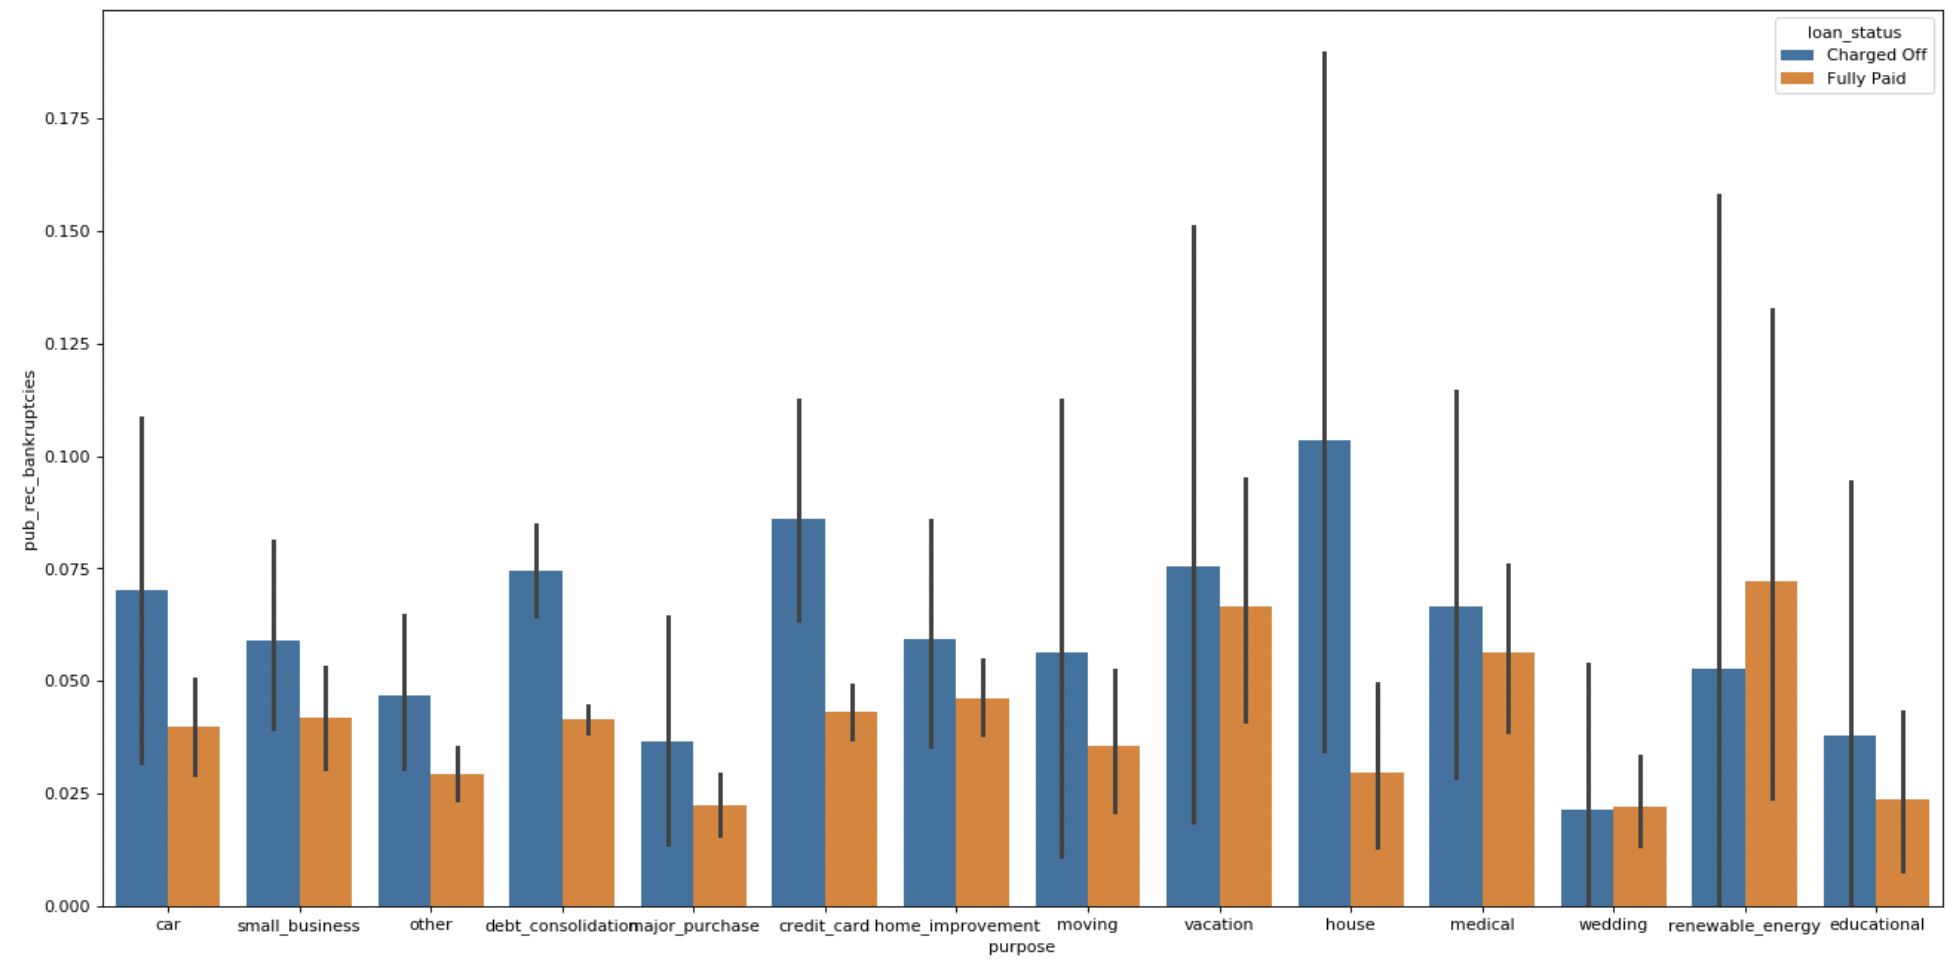 loan_status
Charged Off
Fully Paid
0.175
0.150
0.125
0.100
0.075
0.050
0.025
0.000
pub_rec_bankruptcies
car small_business other debt_consolidation major_purchase credit_card home_improvement moving vacation house medical wedding renewable_energy educational
purpose